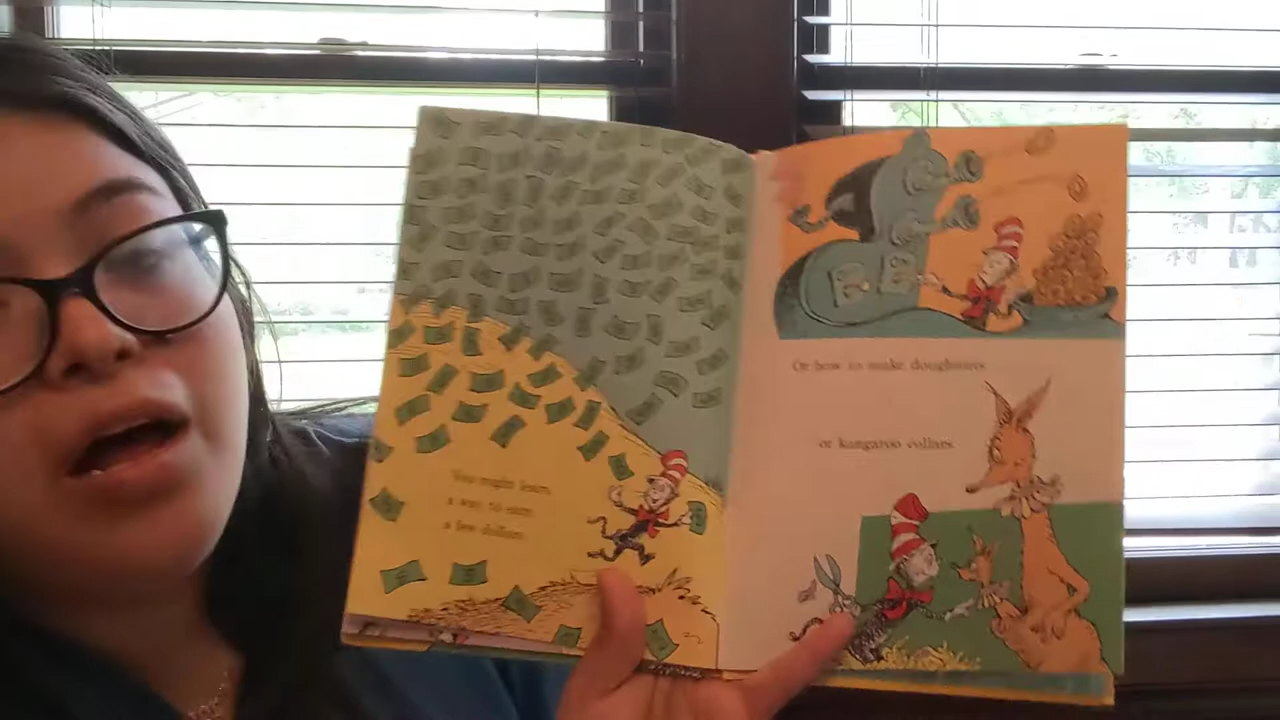 You might learn
a way to earn
a few dollars.
Or how to make doughnuts
or kangaroo collars.